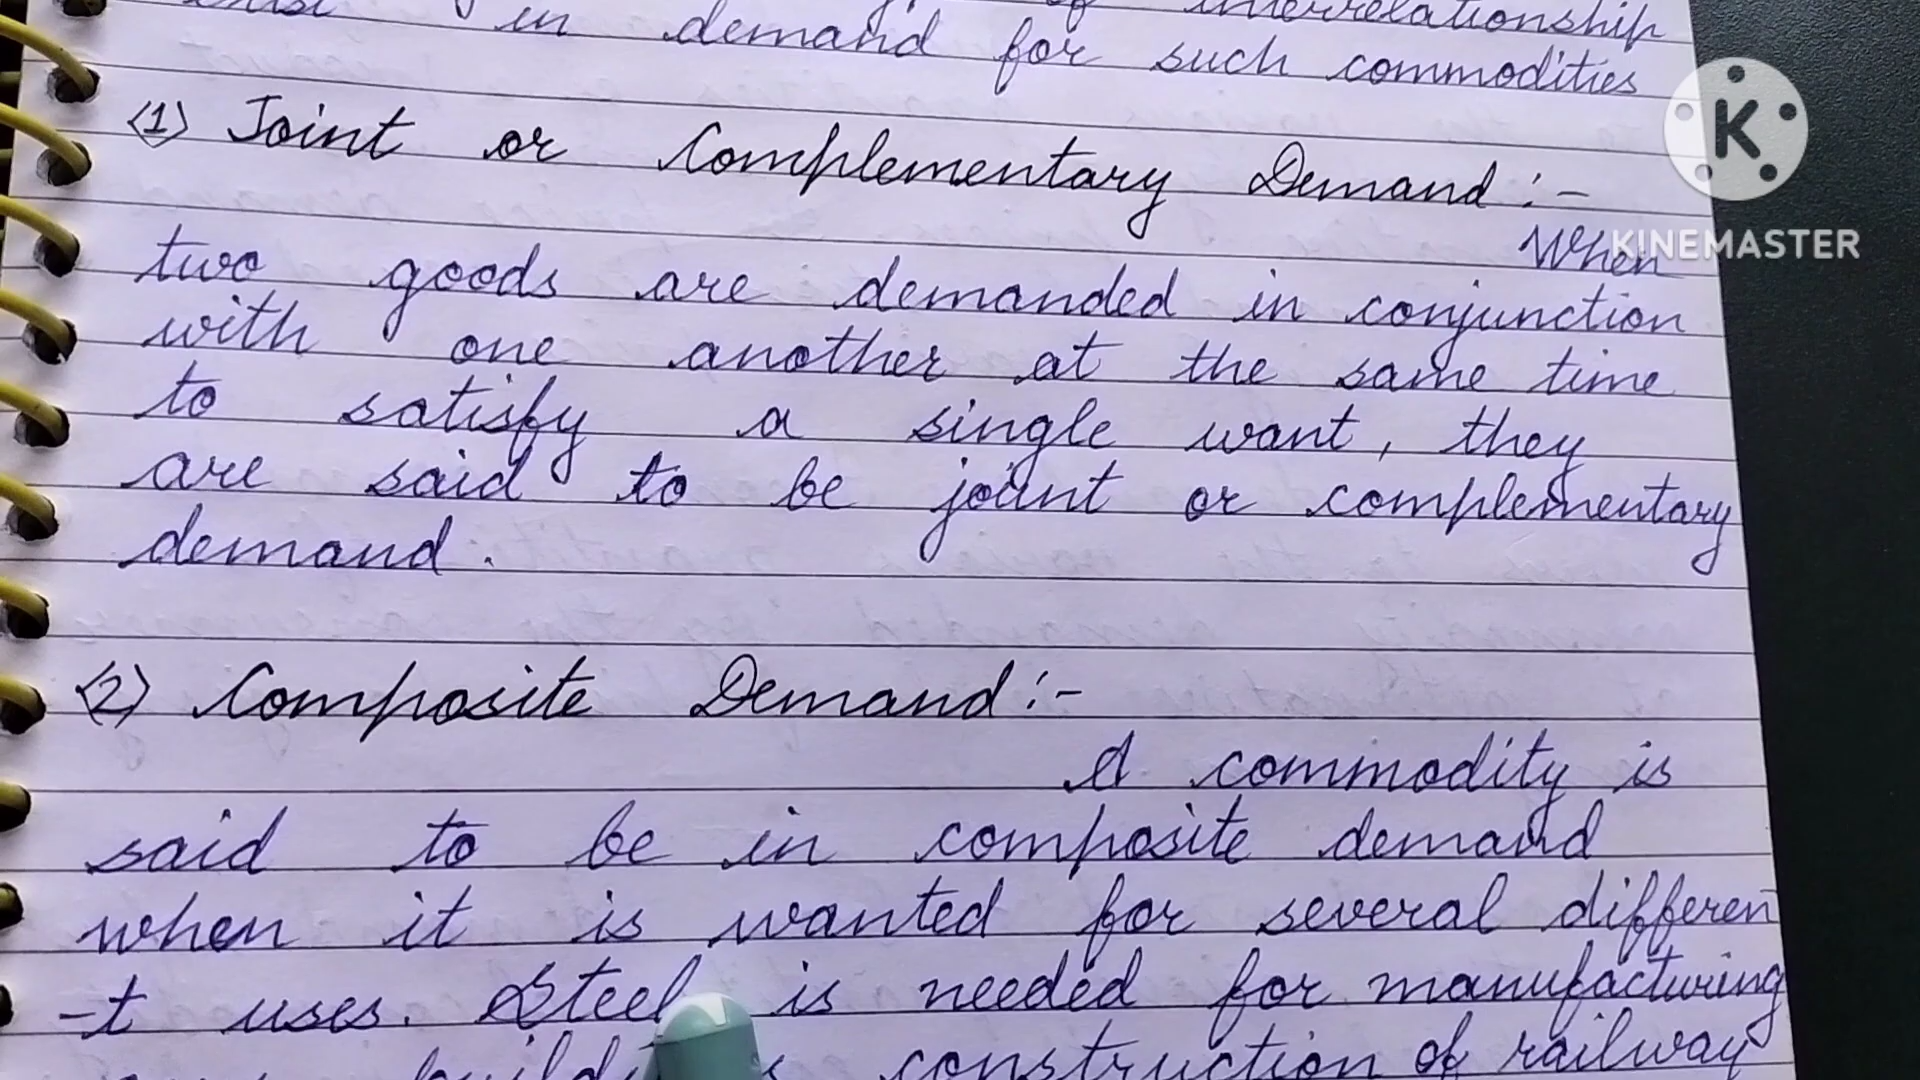 in demand for such commodities
of interrelationship
(1) Joint or Complementary Demand :-
When
two goods are demanded in conjunction
with one another at the same time
to satisfy a single want, they
are said to be joint or complementary
demand.
(2) Composite Demand :-
A commodity is
said to be in composite demand
when it is wanted for several differen
-t uses. Steel is needed for manufacturing
construction of railway
K
KINEMASTER